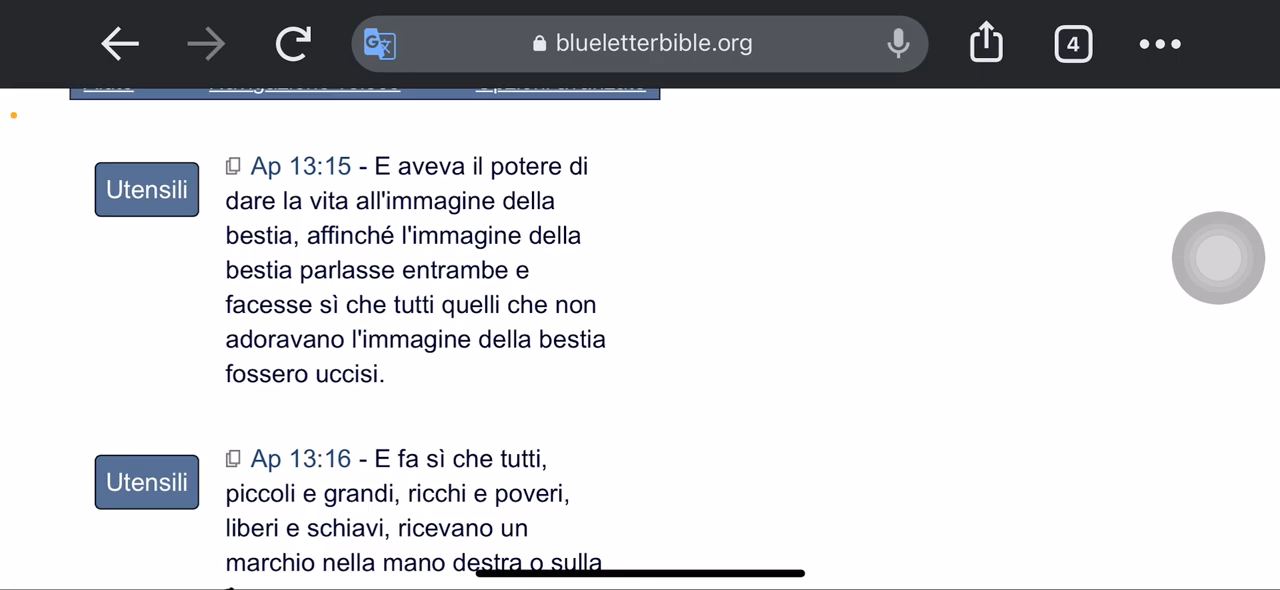 blueletterbible.org
4
Utensili
Ap 13:15 - E aveva il potere di
dare la vita all'immagine della
bestia, affinché l'immagine della
bestia parlasse entrambe e
facesse sì che tutti quelli che non
adoravano l'immagine della bestia
fossero uccisi.
Utensili
Ap 13:16 - E fa sì che tutti,
piccoli e grandi, ricchi e poveri,
liberi e schiavi, ricevano un
marchio nella mano destra o sulla